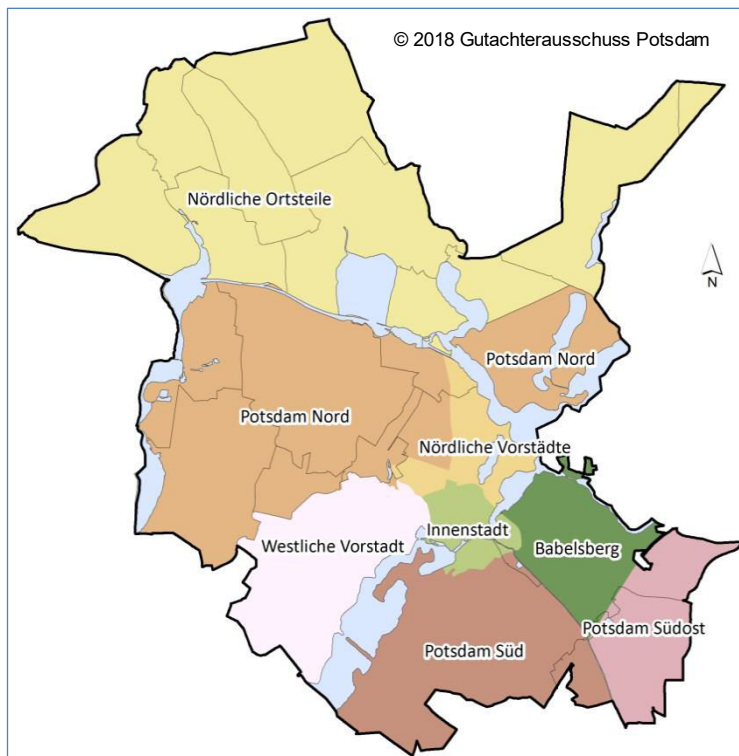 © 2018 Gutachterausschuss Potsdam
Nördliche Ortsteile
N
Potsdam Nord
Potsdam Nord
Nördliche Vorstädte
Innenstadt
Westliche Vorstadt
Babelsberg
Potsdam Südost
Potsdam Süd